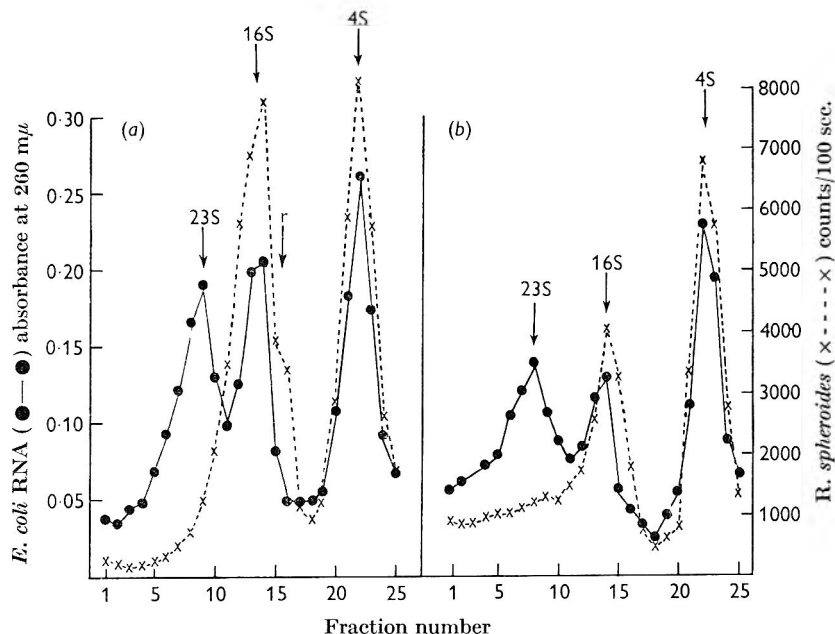 4S
16S
4S
0·30
(a)
(b)
8000
7000
0·25
23S
r
6000
0·20
5000
23S
16S
0·15
4000
3000
0·10
2000
0·05
1000
1 5 10 15 20 25
1 5 10 15 20 25
Fraction number
E. coli RNA (●—●) absorbance at 260 mμ
R. spheroides (×----×) counts/100 sec.